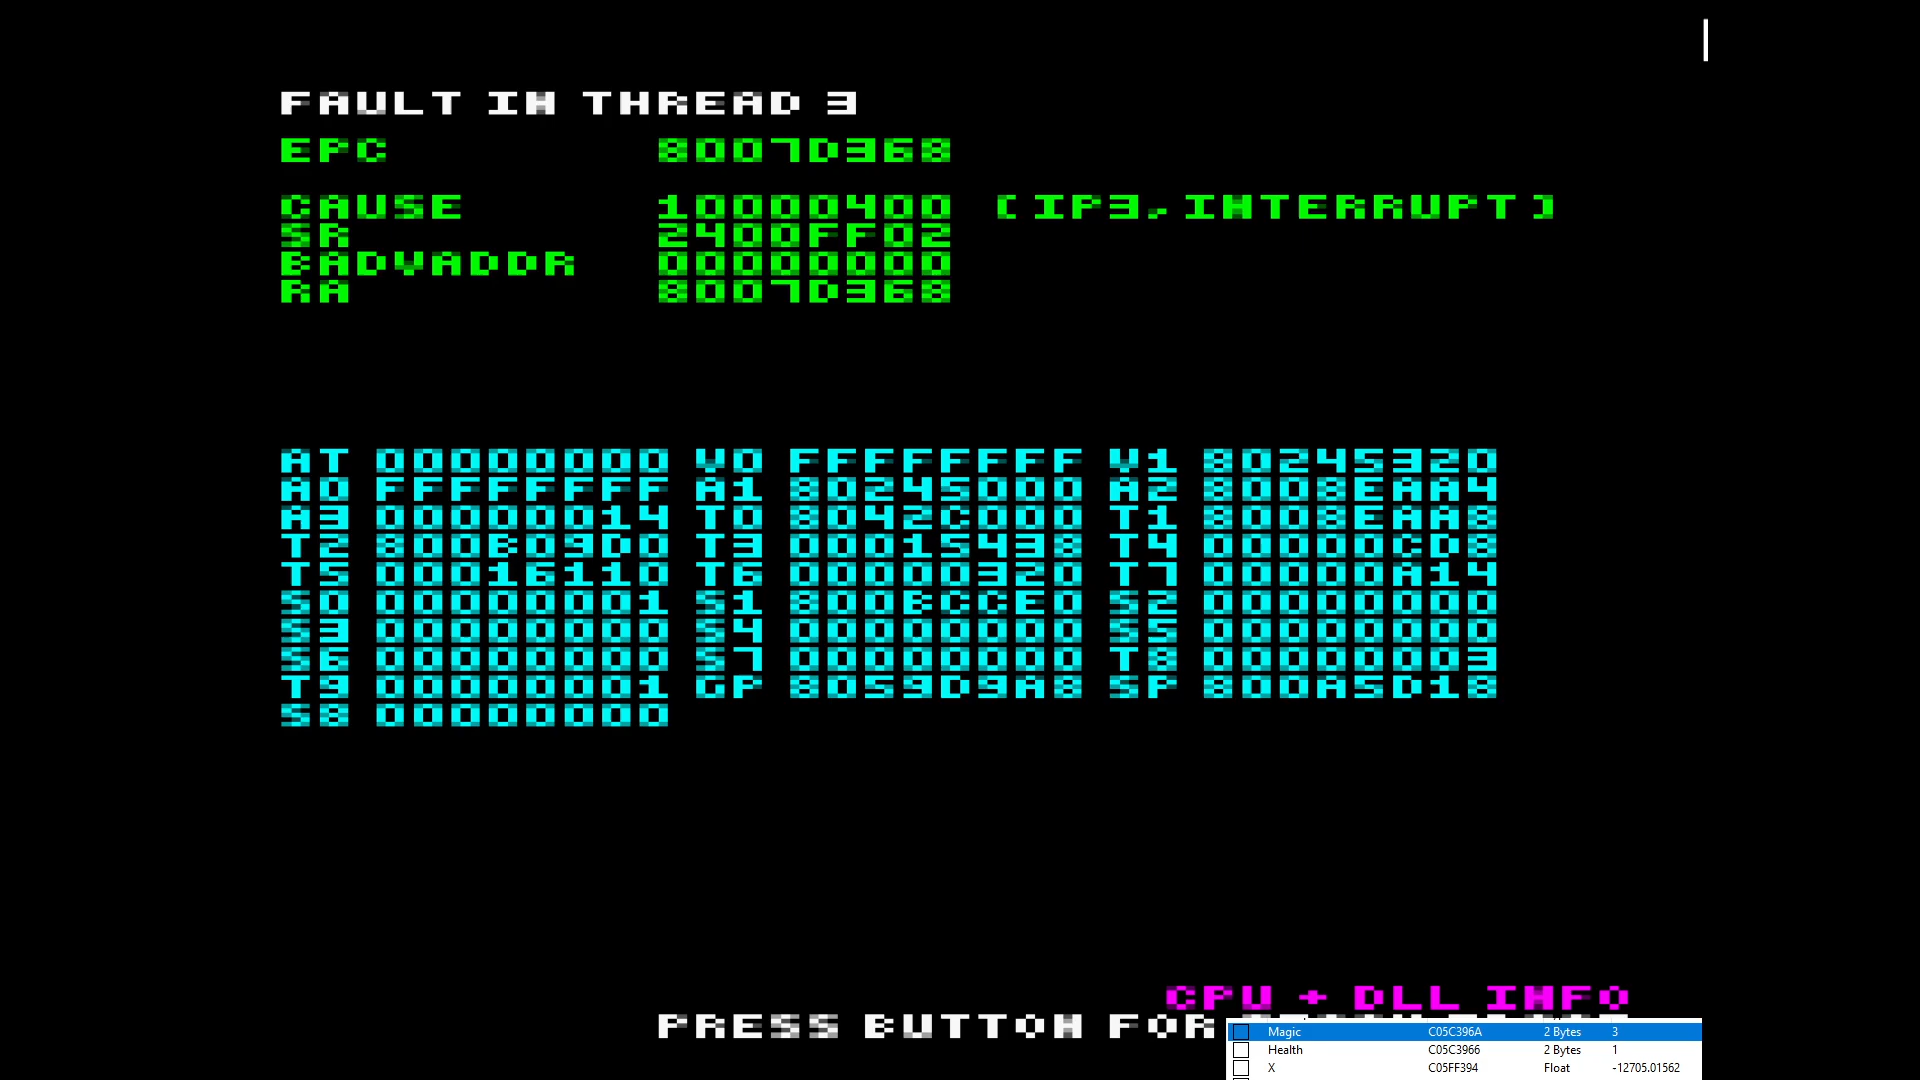 FAULT IN THREAD 3
EPC 8007D368
CAUSE 10000400 (IP3,INTERRUPT)
SR 2400FF02
BADVADDR 00000000
RA 8007D368
AT 00000000 V0 FFFFFFFF V1 80245320
A0 FFFFFFFF A1 80245000 A2 8008EAA4
A3 00000014 T0 8042C000 T1 8008EAA8
T2 800B09D0 T3 00015438 T4 00000CD8
T5 00016110 T6 00000320 T7 00000A14
S0 00000001 S1 800BCCE0 S2 00000000
S3 00000000 S4 00000000 S5 00000000
S6 00000000 S7 00000000 T8 00000003
T9 00000001 GP 8059D9A8 SP 800A5D18
S8 00000000
CPU + DLL INFO
PRESS BUTTON FOR
Magic C05C396A 2 Bytes 3
Health C05C3966 2 Bytes 1
X C05FF394 Float -12705.01562